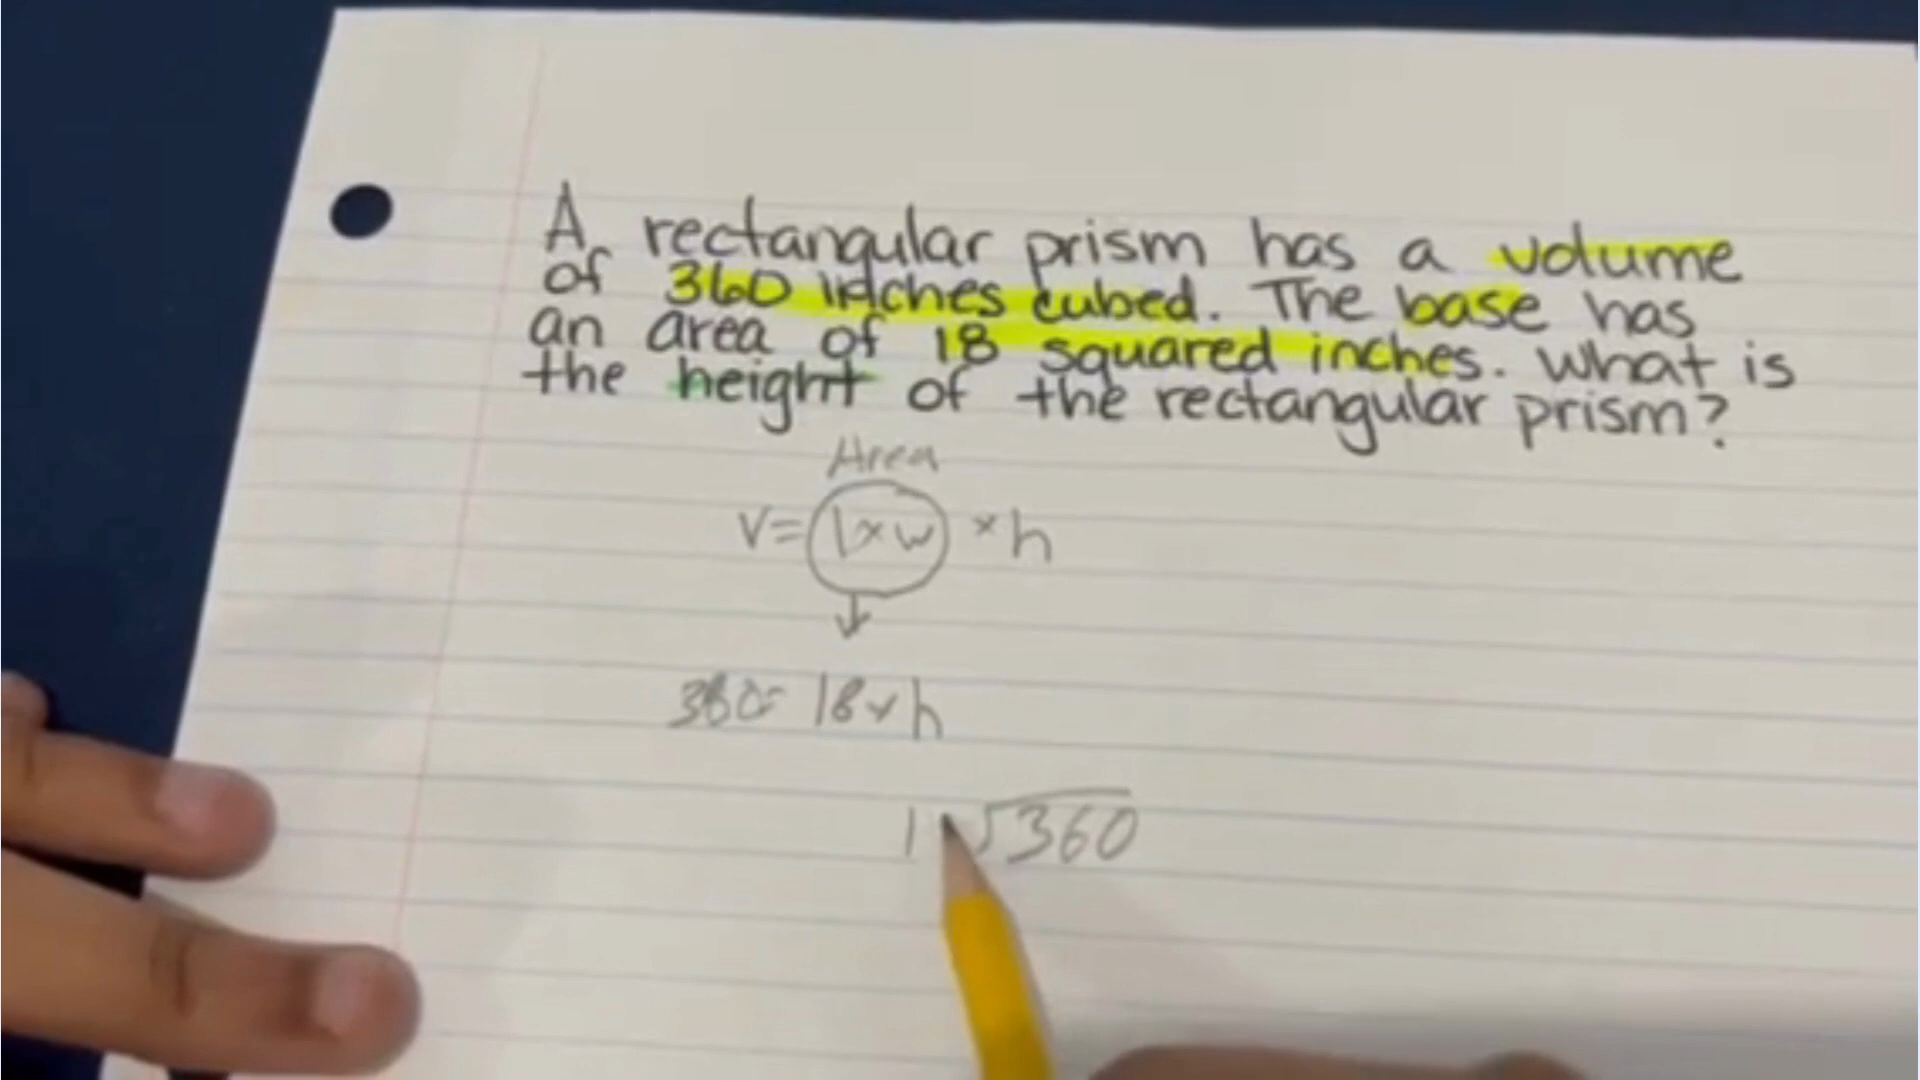 A rectangular prism has a volume
of 360 inches cubed. The base has
an area of 18 squared inches. What is
the height of the rectangular prism?
Area
V= l×w ×h
360= 18×h
1 360